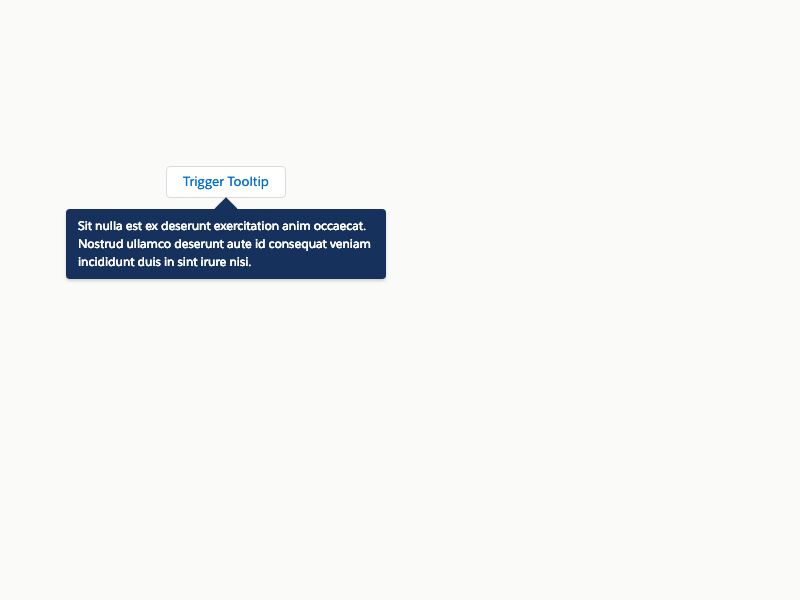 Trigger Tooltip
Sit nulla est ex deserunt exercitation anim occaecat.
Nostrud ullamco deserunt aute id consequat veniam
incididunt duis in sint irure nisi.